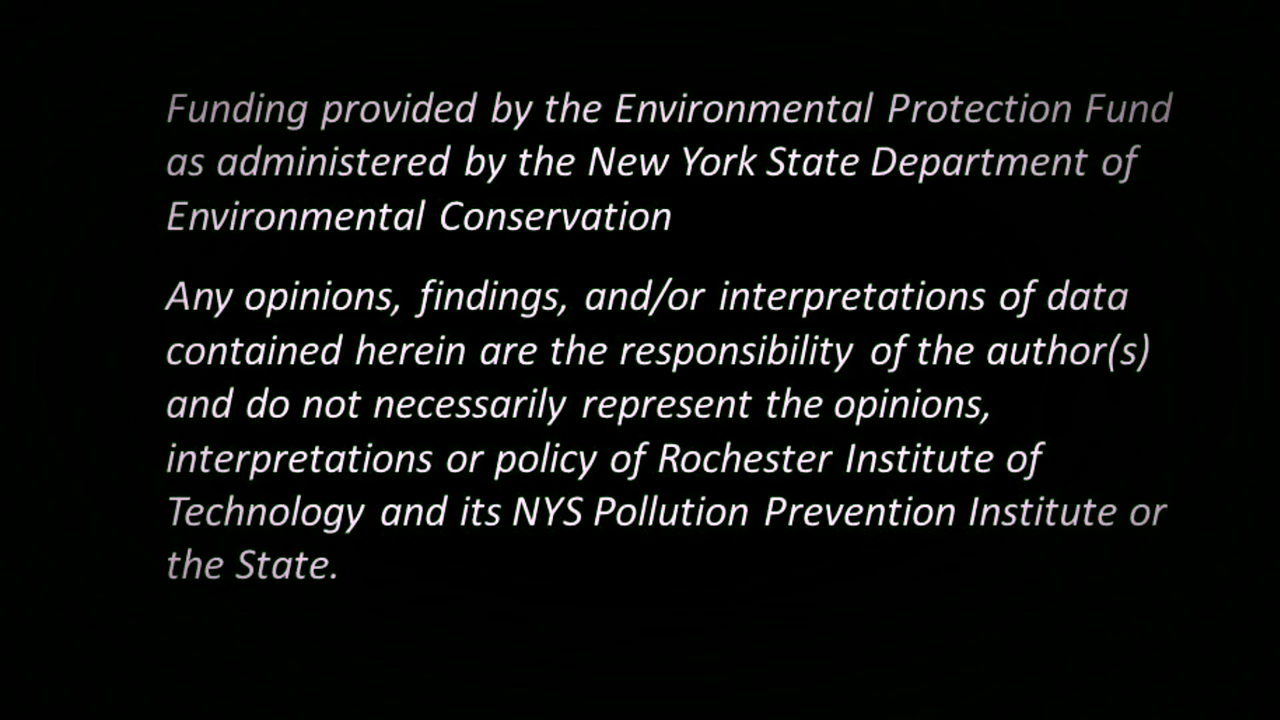 Funding provided by the Environmental Protection Fund
as administered by the New York State Department of
Environmental Conservation
Any opinions, findings, and/or interpretations of data
contained herein are the responsibility of the author(s)
and do not necessarily represent the opinions,
interpretations or policy of Rochester Institute of
Technology and its NYS Pollution Prevention Institute or
the State.